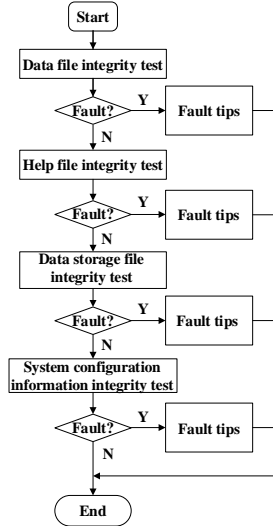 Start
Data file integrity test
Fault?
Y
Fault tips
N
Help file integrity test
Fault?
Y
Fault tips
N
Data storage file
integrity test
Fault?
Y
Fault tips
N
System configuration
information integrity test
Fault?
Y
Fault tips
N
End